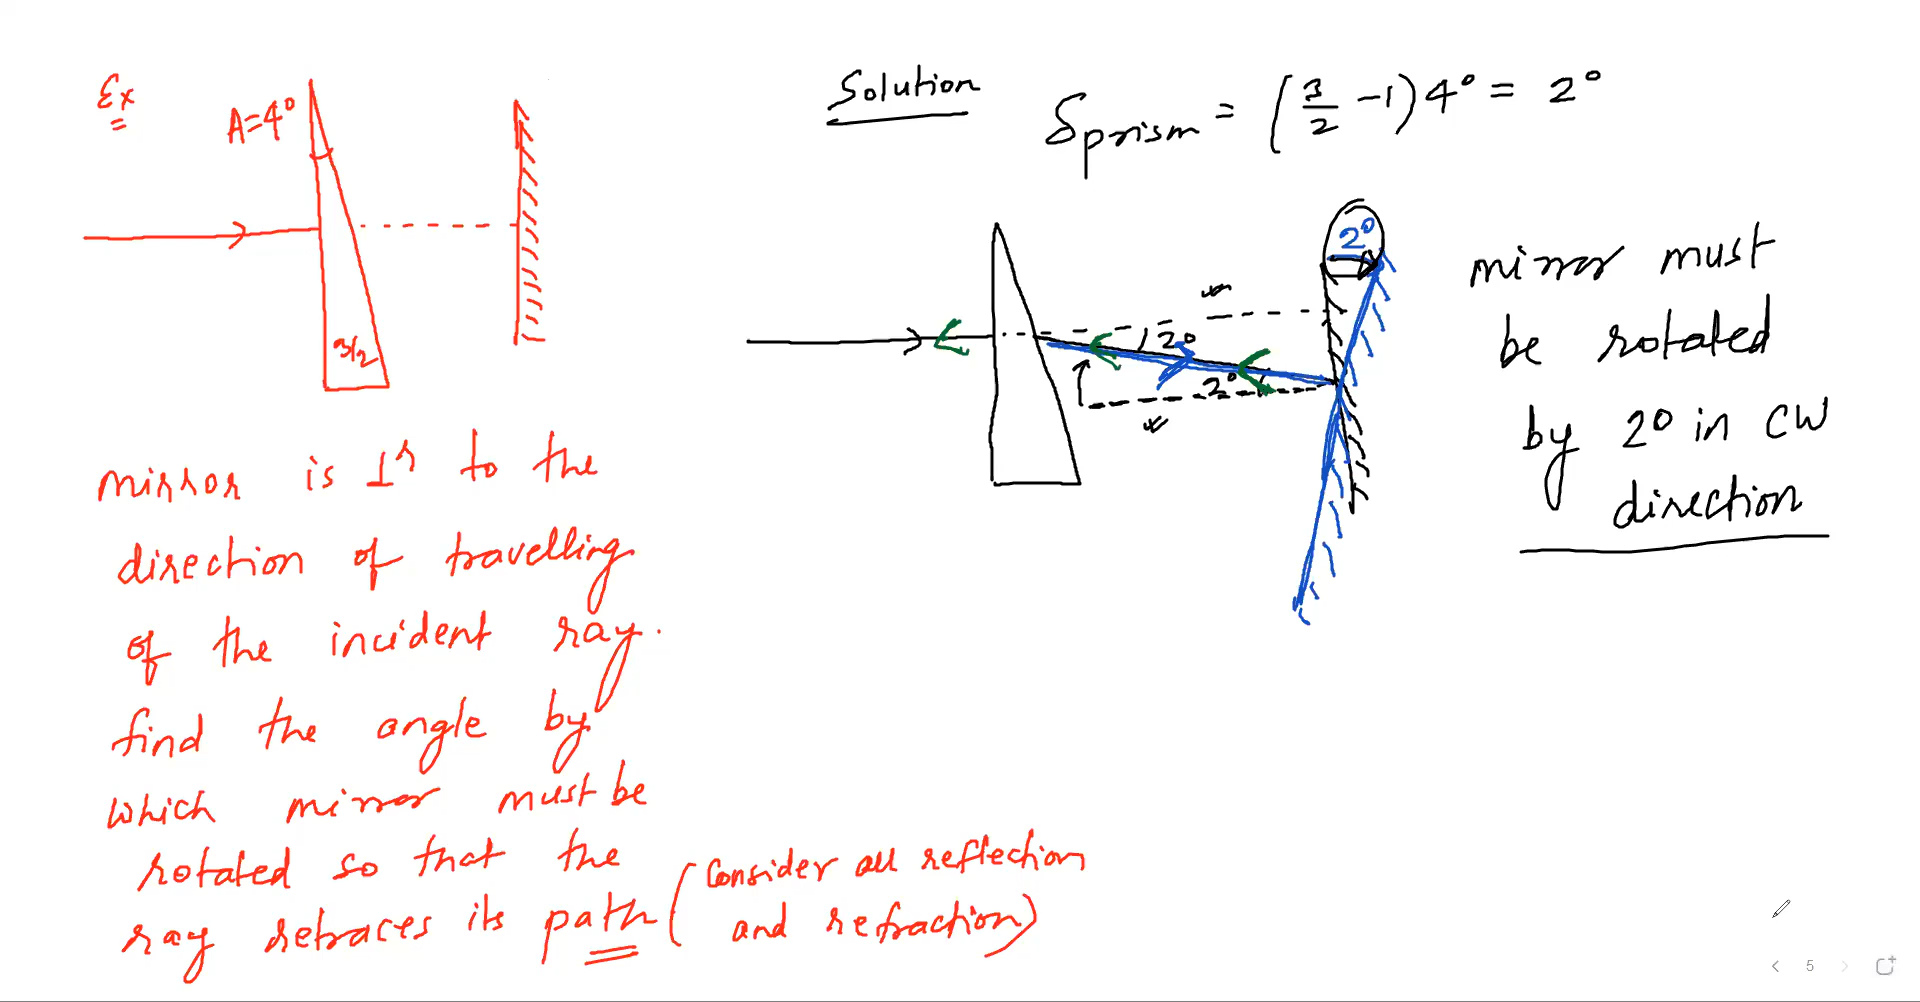 Ex
A=4°
3/2
mirror is ⊥ʳ to the
direction of travelling
of the incident ray.
find the angle by
which mirror must be
rotated so that the
ray retraces its path (Consider all reflection
and refraction)
Solution
δprism = (3/2 -1) 4° = 2°
2°
2°
2°
mirror must
be rotated
by 2° in CW
direction
5